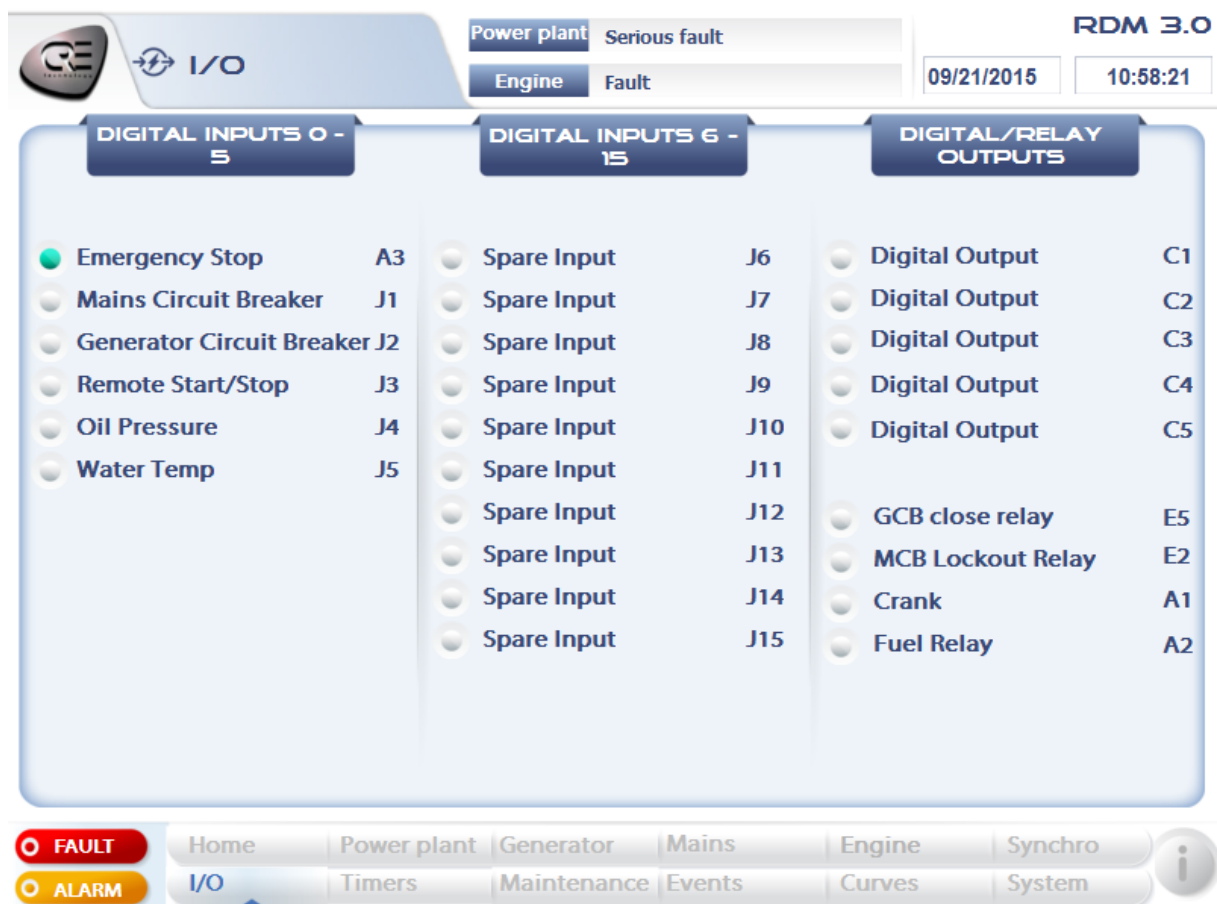 CRE
technology
I/O
Power plant Serious fault
Engine Fault
RDM 3.0
09/21/2015 10:58:21
DIGITAL INPUTS 0 -
5
Emergency Stop A3
Mains Circuit Breaker J1
Generator Circuit Breaker J2
Remote Start/Stop J3
Oil Pressure J4
Water Temp J5
DIGITAL INPUTS 6 -
15
Spare Input J6
Spare Input J7
Spare Input J8
Spare Input J9
Spare Input J10
Spare Input J11
Spare Input J12
Spare Input J13
Spare Input J14
Spare Input J15
DIGITAL/RELAY
OUTPUTS
Digital Output C1
Digital Output C2
Digital Output C3
Digital Output C4
Digital Output C5
GCB close relay E5
MCB Lockout Relay E2
Crank A1
Fuel Relay A2
FAULT Home Power plant Generator Mains Engine Synchro
ALARM I/O Timers Maintenance Events Curves System
i